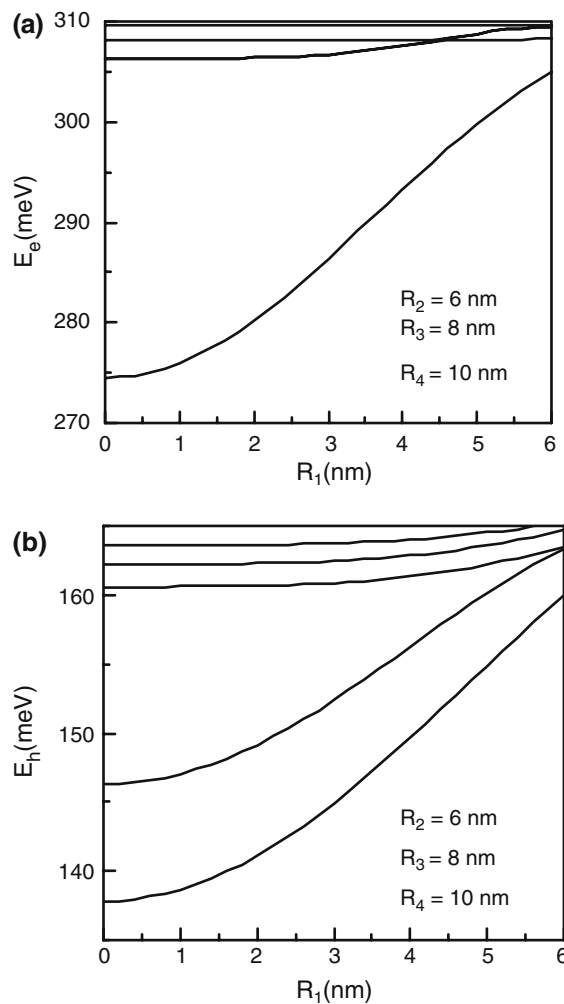 (a)
310
300
290
280
270
E_e(meV)
R_2 = 6 nm
R_3 = 8 nm
R_4 = 10 nm
0 1 2 3 4 5 6
R_1(nm)
(b)
160
150
140
E_h(meV)
R_2 = 6 nm
R_3 = 8 nm
R_4 = 10 nm
0 1 2 3 4 5 6
R_1(nm)